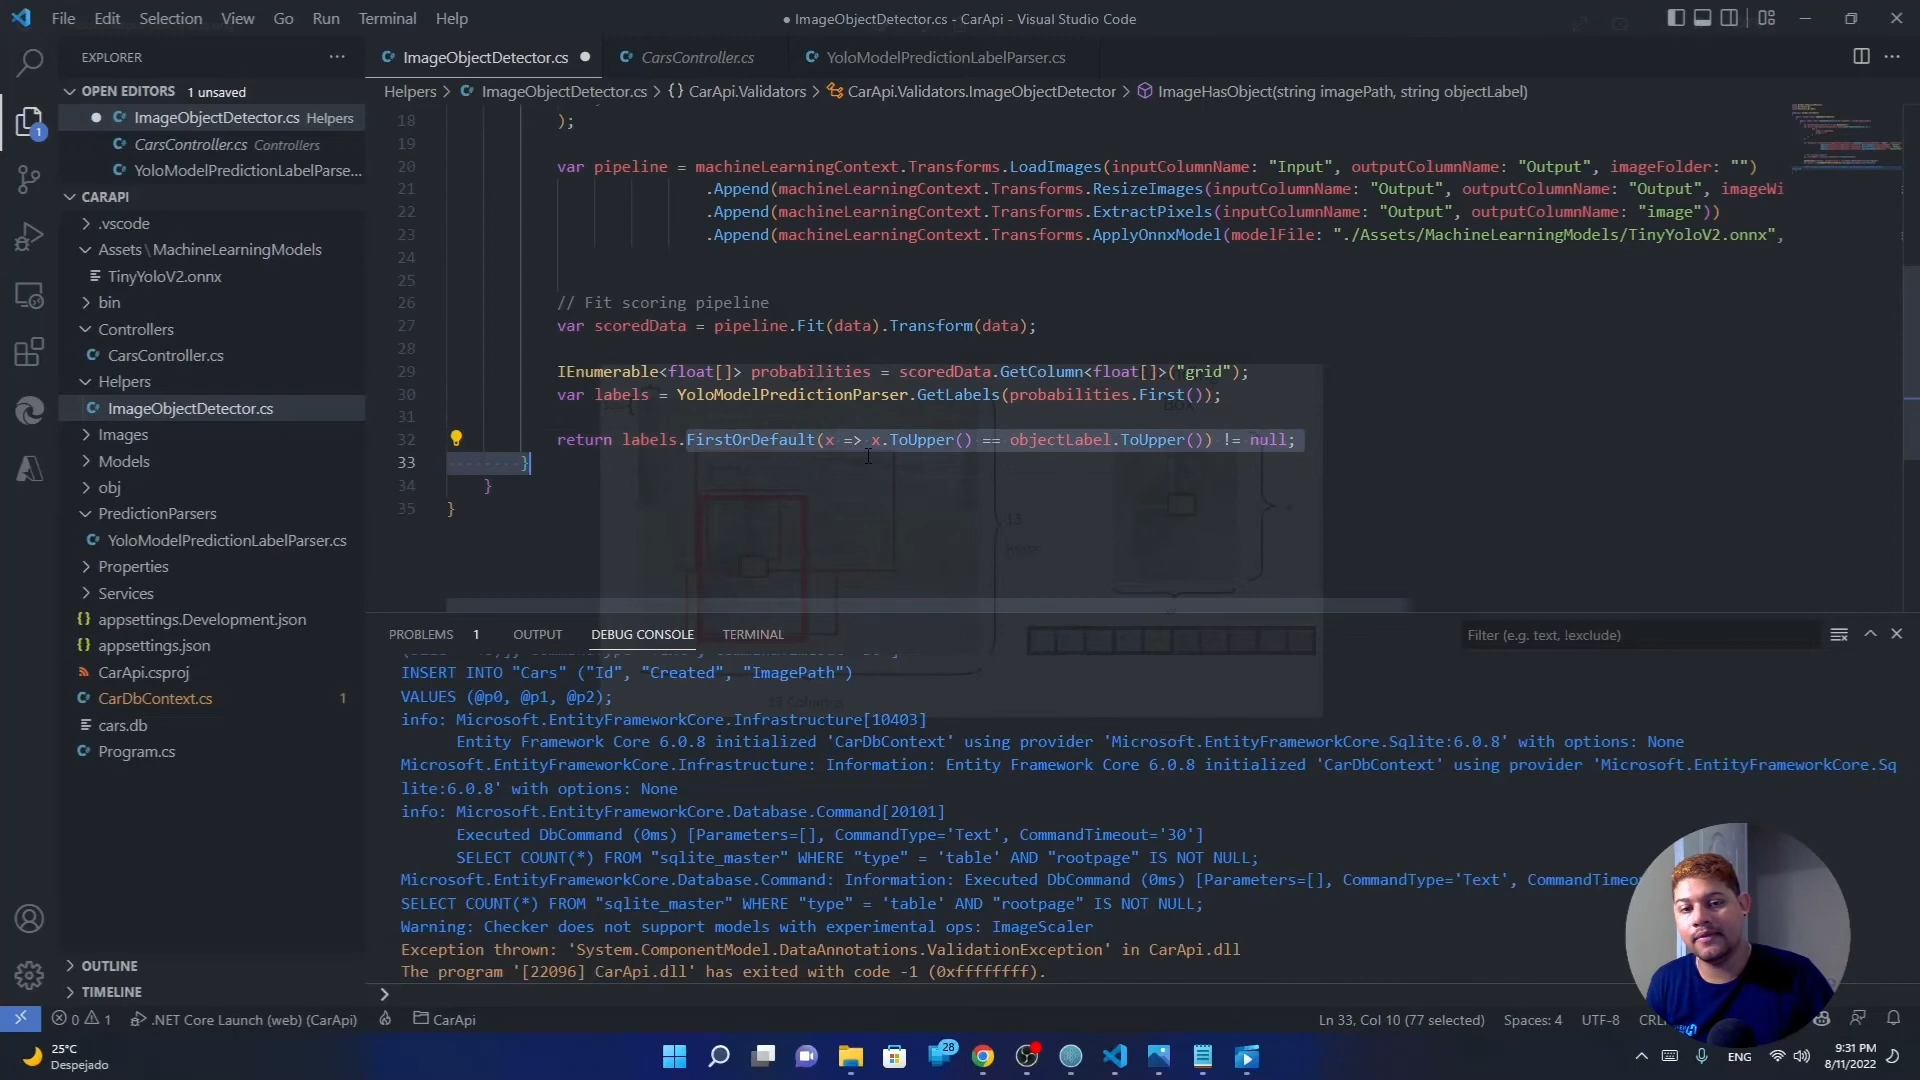 File Edit Selection View Go Run Terminal Help
● ImageObjectDetector.cs - CarApi - Visual Studio Code
EXPLORER
ImageObjectDetector.cs
CarsController.cs
YoloModelPredictionLabelParser.cs
OPEN EDITORS 1 unsaved
ImageObjectDetector.cs Helpers
CarsController.cs Controllers
YoloModelPredictionLabelParse...
CARAPI
.vscode
Assets \ MachineLearningModels
TinyYoloV2.onnx
bin
Controllers
CarsController.cs
Helpers
ImageObjectDetector.cs
Images
Models
obj
PredictionParsers
YoloModelPredictionLabelParser.cs
Properties
Services
appsettings.Development.json
appsettings.json
CarApi.csproj
CarDbContext.cs 1
cars.db
Program.cs
OUTLINE
TIMELINE
1
Helpers > ImageObjectDetector.cs > {} CarApi.Validators > CarApi.Validators.ImageObjectDetector > ImageHasObject(string imagePath, string objectLabel)
18 );
19
20 var pipeline = machineLearningContext.Transforms.LoadImages(inputColumnName: "Input", outputColumnName: "Output", imageFolder: "")
21 .Append(machineLearningContext.Transforms.ResizeImages(inputColumnName: "Output", outputColumnName: "Output", imageWi
22 .Append(machineLearningContext.Transforms.ExtractPixels(inputColumnName: "Output", outputColumnName: "image"))
23 .Append(machineLearningContext.Transforms.ApplyOnnxModel(modelFile: "./Assets/MachineLearningModels/TinyYoloV2.onnx",
24
25
26 // Fit scoring pipeline
27 var scoredData = pipeline.Fit(data).Transform(data);
28
29 IEnumerable<float[]> probabilities = scoredData.GetColumn<float[]>("grid");
30 var labels = YoloModelPredictionParser.GetLabels(probabilities.First());
31
32 return labels.FirstOrDefault(x => x.ToUpper() == objectLabel.ToUpper()) != null;
33 }
34 }
35 }
PROBLEMS 1 OUTPUT DEBUG CONSOLE TERMINAL
Filter (e.g. text, !exclude)
INSERT INTO "Cars" ("Id", "Created", "ImagePath")
VALUES (@p0, @p1, @p2);
info: Microsoft.EntityFrameworkCore.Infrastructure[10403]
Entity Framework Core 6.0.8 initialized 'CarDbContext' using provider 'Microsoft.EntityFrameworkCore.Sqlite:6.0.8' with options: None
Microsoft.EntityFrameworkCore.Infrastructure: Information: Entity Framework Core 6.0.8 initialized 'CarDbContext' using provider 'Microsoft.EntityFrameworkCore.Sq
lite:6.0.8' with options: None
info: Microsoft.EntityFrameworkCore.Database.Command[20101]
Executed DbCommand (0ms) [Parameters=[], CommandType='Text', CommandTimeout='30']
SELECT COUNT(*) FROM "sqlite_master" WHERE "type" = 'table' AND "rootpage" IS NOT NULL;
Microsoft.EntityFrameworkCore.Database.Command: Information: Executed DbCommand (0ms) [Parameters=[], CommandType='Text', CommandTimeou
SELECT COUNT(*) FROM "sqlite_master" WHERE "type" = 'table' AND "rootpage" IS NOT NULL;
Warning: Checker does not support models with experimental ops: ImageScaler
Exception thrown: 'System.ComponentModel.DataAnnotations.ValidationException' in CarApi.dll
The program '[22096] CarApi.dll' has exited with code -1 (0xffffffff).
0 1 .NET Core Launch (web) (CarApi) CarApi
Ln 33, Col 10 (77 selected) Spaces: 4 UTF-8
25°C
Despejado
28
ENG
9:31 PM
8/11/2022